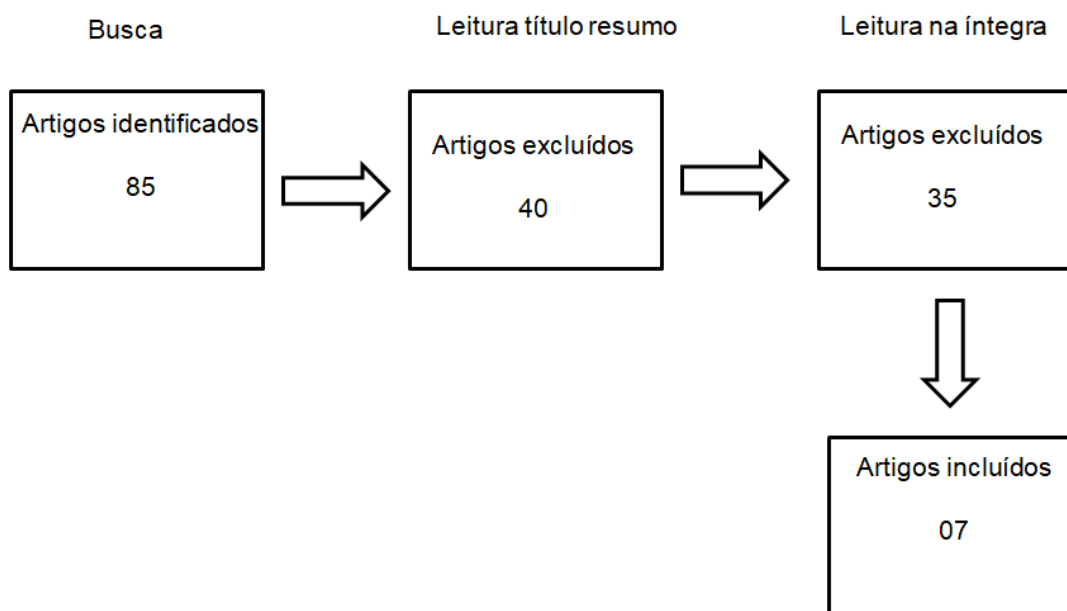 Busca
Leitura título resumo
Leitura na íntegra
Artigos identificados
85
Artigos excluídos
40
Artigos excluídos
35
Artigos incluídos
07